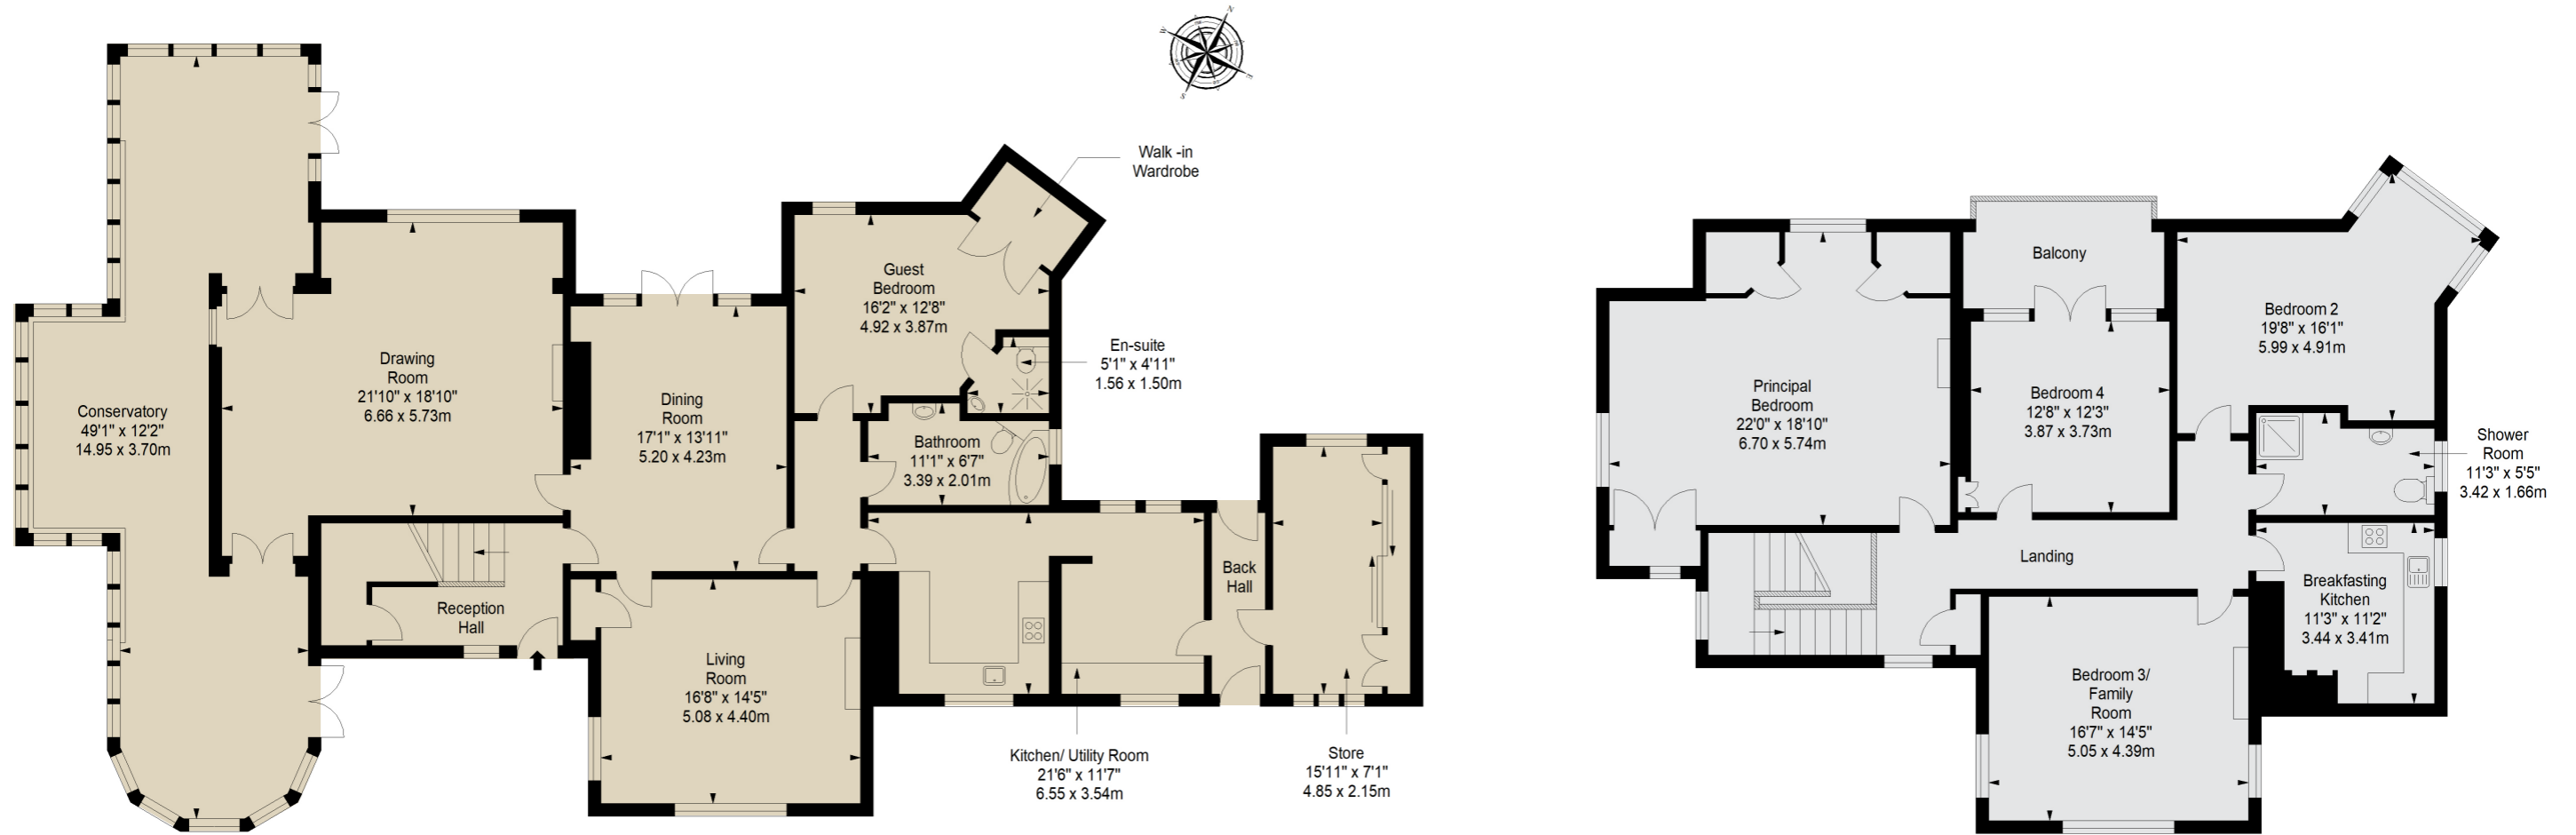 N
W
E
S
Walk -in
Wardrobe
Guest
Bedroom
16'2" x 12'8"
4.92 x 3.87m
En-suite
5'1" x 4'11"
1.56 x 1.50m
Drawing
Room
21'10" x 18'10"
6.66 x 5.73m
Conservatory
49'1" x 12'2"
14.95 x 3.70m
Dining
Room
17'1" x 13'11"
5.20 x 4.23m
Bathroom
11'1" x 6'7"
3.39 x 2.01m
Back
Hall
Reception
Hall
Living
Room
16'8" x 14'5"
5.08 x 4.40m
Kitchen/ Utility Room
21'6" x 11'7"
6.55 x 3.54m
Store
15'11" x 7'1"
4.85 x 2.15m
Balcony
Bedroom 2
19'8" x 16'1"
5.99 x 4.91m
Principal
Bedroom
22'0" x 18'10"
6.70 x 5.74m
Bedroom 4
12'8" x 12'3"
3.87 x 3.73m
Shower
Room
11'3" x 5'5"
3.42 x 1.66m
Landing
Breakfasting
Kitchen
11'3" x 11'2"
3.44 x 3.41m
Bedroom 3/
Family
Room
16'7" x 14'5"
5.05 x 4.39m